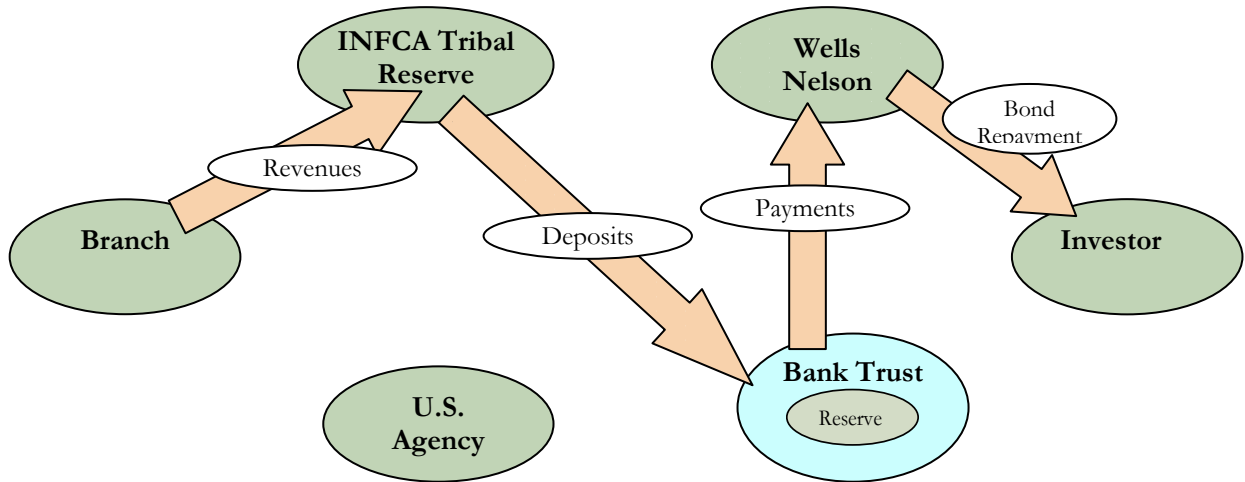 INFCA Tribal
Reserve
Wells
Nelson
Bond
Repayment
Revenues
Payments
Branch
Deposits
Investor
Bank Trust
Reserve
U.S.
Agency